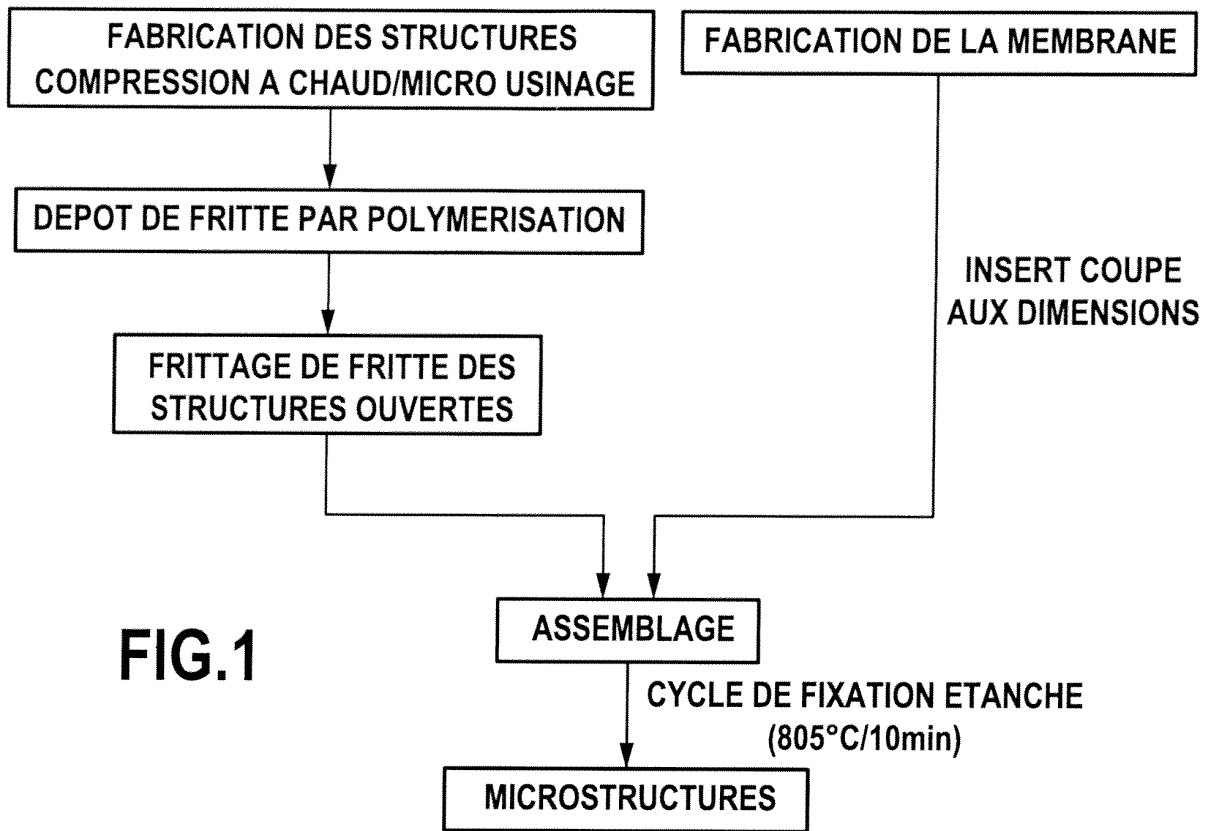 FABRICATION DES STRUCTURES
COMPRESSION A CHAUD/MICRO USINAGE
FABRICATION DE LA MEMBRANE
DEPOT DE FRITTE PAR POLYMERISATION
INSERT COUPE
AUX DIMENSIONS
FRITTAGE DE FRITTE DES
STRUCTURES OUVERTES
ASSEMBLAGE
FIG.1
CYCLE DE FIXATION ETANCHE
(805°C/10min)
MICROSTRUCTURES